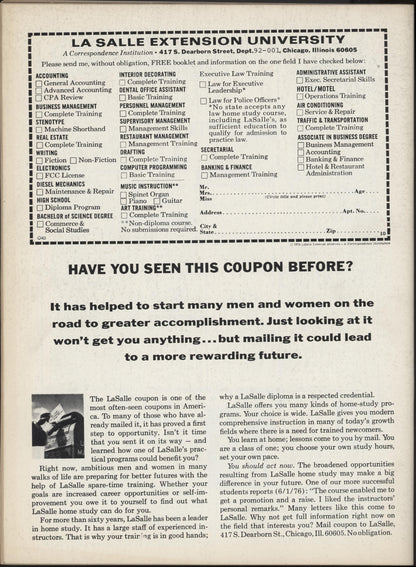 LA SALLE EXTENSION UNIVERSITY
A Correspondence Institution • 417 S. Dearborn Street, Dept. 92-001, Chicago, Illinois 60605
Please send me, without obligation, FREE booklet and information on the one field I have checked below:
ACCOUNTING
General Accounting
Advanced Accounting
CPA Review
BUSINESS MANAGEMENT
Complete Training
STENOTYPE
Machine Shorthand
REAL ESTATE
Complete Training
WRITING
Fiction Non-Fiction
ELECTRONICS
FCC License
DIESEL MECHANICS
Maintenance & Repair
HIGH SCHOOL
Diploma Program
BACHELOR OF SCIENCE DEGREE
Commerce &
Social Studies
INTERIOR DECORATING
Complete Training
DENTAL OFFICE ASSISTANT
Basic Training
PERSONNEL MANAGEMENT
Complete Training
SUPERVISORY MANAGEMENT
Management Skills
RESTAURANT MANAGEMENT
Management Training
DRAFTING
Complete Training
COMPUTER PROGRAMMING
Basic Training
MUSIC INSTRUCTION**
Spinet Organ
Piano Guitar
ART TRAINING**
Complete Training
**Non-diploma course.
No submissions required.
Executive Law Training
Law for Executive
Leadership*
Law for Police Officers*
*No state accepts any
law home study course,
including LaSalle's, as
sufficient education to
qualify for admission to
practice law.
SECRETARIAL
Complete Training
BANKING & FINANCE
Management Training
ADMINISTRATIVE ASSISTANT
Exec. Secretarial Skills
HOTEL/MOTEL
Operations Training
AIR CONDITIONING
Service & Repair
TRAFFIC & TRANSPORTATION
Complete Training
ASSOCIATE IN BUSINESS DEGREE
Business Management
Accounting
Banking & Finance
Hotel & Restaurant
Administration
Mr.
Mrs. Age
Miss (Circle title and please print)
Address Apt. No.
City &
State Zip 10
HAVE YOU SEEN THIS COUPON BEFORE?
It has helped to start many men and women on the
road to greater accomplishment. Just looking at it
won't get you anything...but mailing it could lead
to a more rewarding future.
The LaSalle coupon is one of the
most often-seen coupons in Ameri-
ca. To many of those who have al-
ready mailed it, it has proved a first
step to opportunity. Isn't it time
that you sent it on its way — and
learned how one of LaSalle's prac-
tical programs could benefit you?
Right now, ambitious men and women in many
walks of life are preparing for better futures with the
help of LaSalle spare-time training. Whether your
goals are increased career opportunities or self-im-
provement you owe it to yourself to find out what
LaSalle home study can do for you.
For more than sixty years, LaSalle has been a leader
in home study. It has a large staff of experienced in-
structors. That is why your training is in good hands;
why a LaSalle diploma is a respected credential.
LaSalle offers you many kinds of home-study pro-
grams. Your choice is wide. LaSalle gives you modern
comprehensive instruction in many of today's growth
fields where there is a need for trained newcomers.
You learn at home; lessons come to you by mail. You
are a class of one; you choose your own study hours,
set your own pace.
You should act now. The broadened opportunities
resulting from LaSalle home study may make a big
difference in your future. One of our most successful
students reports (6/1/76): "The course enabled me to
get a promotion and a raise. I liked the instructors'
personal remarks." Many letters like this come to
LaSalle. Why not get full information right now on
the field that interests you? Mail coupon to LaSalle,
417 S. Dearborn St., Chicago, Ill. 60605. No obligation.